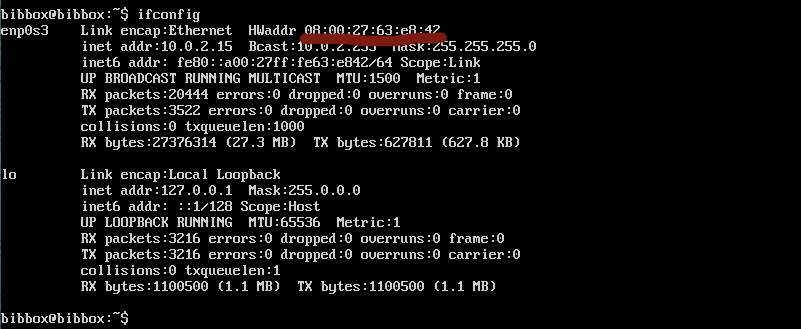 bibbox@bibbox:~$ ifconfig
enp0s3 Link encap:Ethernet HWaddr 08:00:27:63:e8:42
inet addr:10.0.2.15 Bcast:10.0.2.255 Mask:255.255.255.0
inet6 addr: fe80::a00:27ff:fe63:e842/64 Scope:Link
UP BROADCAST RUNNING MULTICAST MTU:1500 Metric:1
RX packets:20444 errors:0 dropped:0 overruns:0 frame:0
TX packets:3522 errors:0 dropped:0 overruns:0 carrier:0
collisions:0 txqueuelen:1000
RX bytes:27376314 (27.3 MB) TX bytes:627811 (627.8 KB)
lo Link encap:Local Loopback
inet addr:127.0.0.1 Mask:255.0.0.0
inet6 addr: ::1/128 Scope:Host
UP LOOPBACK RUNNING MTU:65536 Metric:1
RX packets:3216 errors:0 dropped:0 overruns:0 frame:0
TX packets:3216 errors:0 dropped:0 overruns:0 carrier:0
collisions:0 txqueuelen:1
RX bytes:1100500 (1.1 MB) TX bytes:1100500 (1.1 MB)
bibbox@bibbox:~$